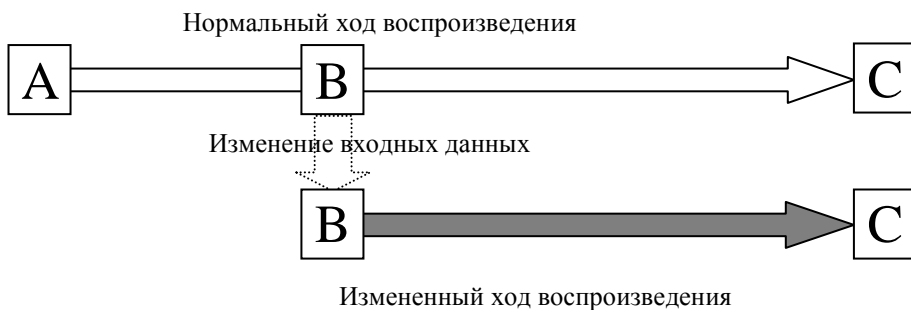 Нормальный ход воспроизведения
A B C
Изменение входных данных
B C
Измененный ход воспроизведения